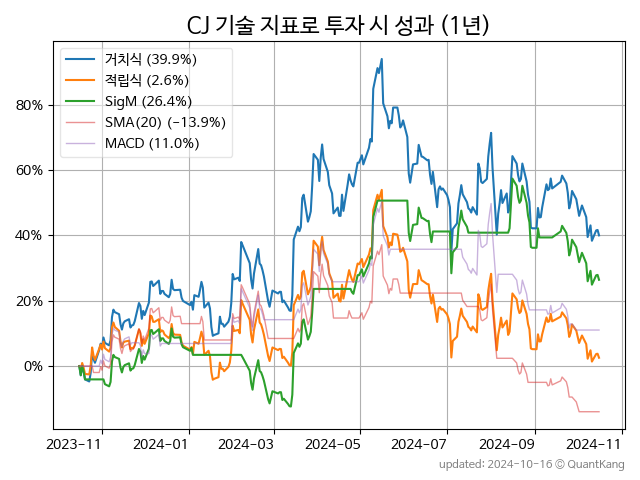 CJ 기술 지표로 투자 시 성과 (1년)
거치식 (39.9%)
적립식 (2.6%)
SigM (26.4%)
SMA(20) (−13.9%)
MACD (11.0%)
80%
60%
40%
20%
0%
2023−11 2024−01 2024−03 2024−05 2024−07 2024−09 2024−11
updated: 2024-10-16 © QuantKang